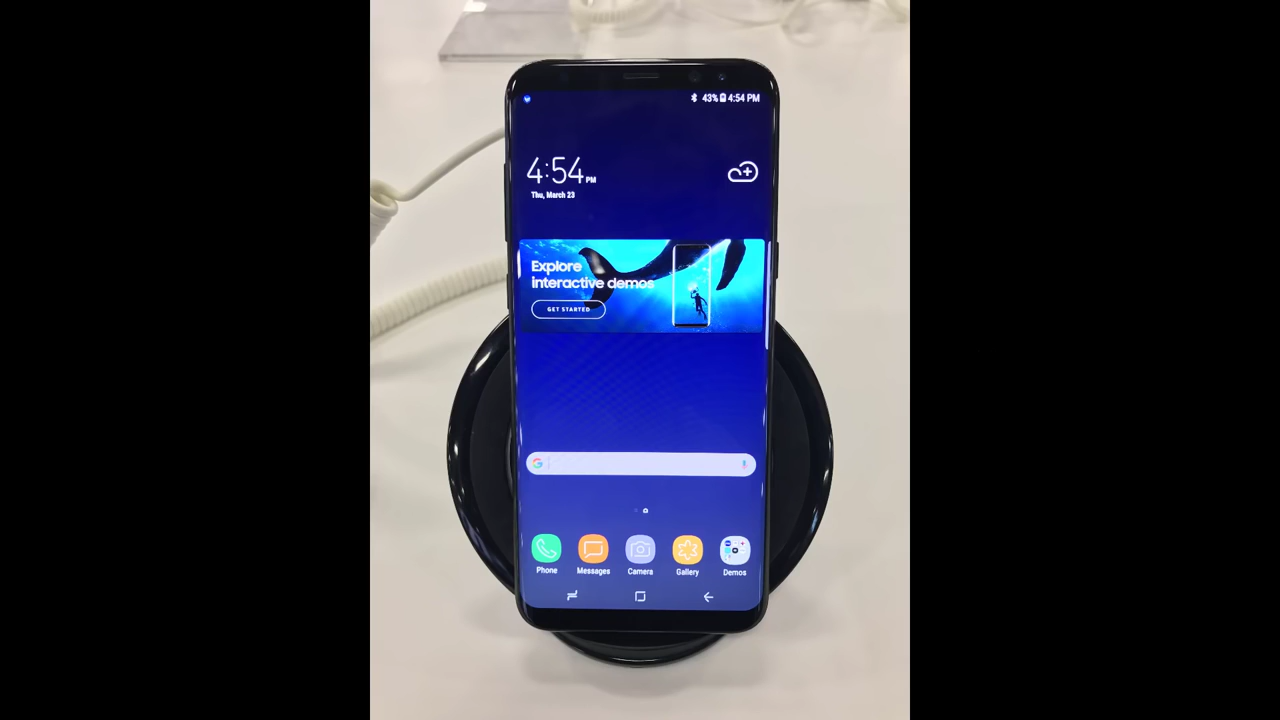 43% 4:54 PM
4:54 PM
Thu, March 23
Explore
interactive demos
GET STARTED
G
Phone Messages Camera Gallery Demos